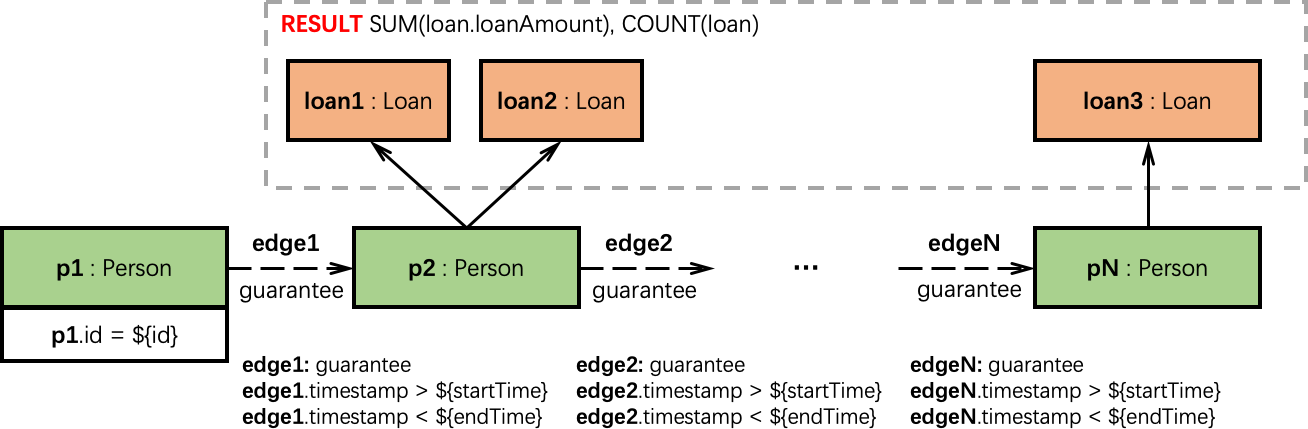 RESULT SUM(loan.loanAmount), COUNT(loan)
loan1 : Loan
loan2 : Loan
loan3 : Loan
edge1
edge2
edgeN
p1 : Person
p2 : Person
...
pN : Person
guarantee
guarantee
guarantee
p1.id = ${id}
edge1: guarantee
edge1.timestamp > ${startTime}
edge1.timestamp < ${endTime}
edge2: guarantee
edge2.timestamp > ${startTime}
edge2.timestamp < ${endTime}
edgeN: guarantee
edgeN.timestamp > ${startTime}
edgeN.timestamp < ${endTime}